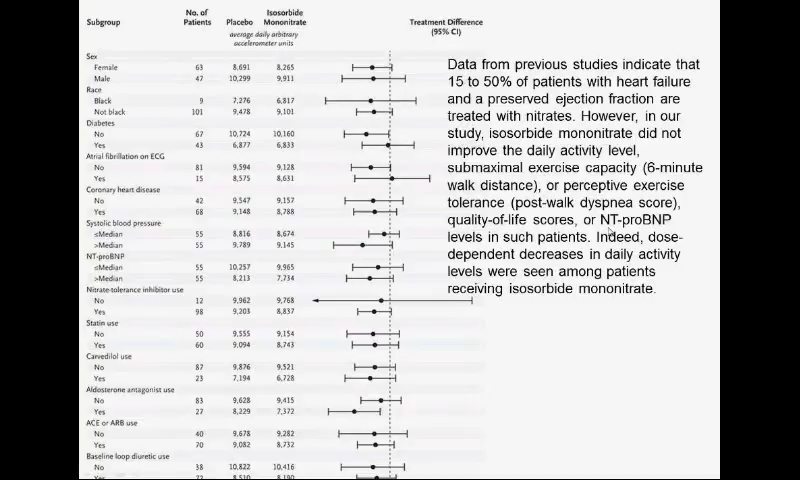 Subgroup No. of Patients Placebo Isosorbide Mononitrate Treatment Difference (95% CI)
average daily arbitrary accelerometer units
Sex
Female 63 8,691 8,265
Male 47 10,299 9,911
Race
Black 9 7,276 6,817
Not black 101 9,478 9,101
Diabetes
No 67 10,724 10,160
Yes 43 6,877 6,833
Atrial fibrillation on ECG
No 81 9,594 9,128
Yes 15 8,575 8,631
Coronary heart disease
No 42 9,547 9,157
Yes 68 9,148 8,788
Systolic blood pressure
≤Median 55 8,816 8,674
>Median 55 9,789 9,145
NT-proBNP
≤Median 55 10,257 9,965
>Median 55 8,213 7,734
Nitrate-tolerance inhibitor use
No 12 9,962 9,768
Yes 98 9,203 8,837
Statin use
No 50 9,555 9,154
Yes 60 9,094 8,743
Carvedilol use
No 87 9,876 9,521
Yes 23 7,194 6,728
Aldosterone antagonist use
No 83 9,628 9,415
Yes 27 8,229 7,372
ACE or ARB use
No 40 9,678 9,282
Yes 70 9,082 8,732
Baseline loop diuretic use
No 38 10,822 10,416
Yes 72 8,510 8,190
Data from previous studies indicate that
15 to 50% of patients with heart failure
and a preserved ejection fraction are
treated with nitrates. However, in our
study, isosorbide mononitrate did not
improve the daily activity level,
submaximal exercise capacity (6-minute
walk distance), or perceptive exercise
tolerance (post-walk dyspnea score),
quality-of-life scores, or NT-proBNP
levels in such patients. Indeed, dose-
dependent decreases in daily activity
levels were seen among patients
receiving isosorbide mononitrate.